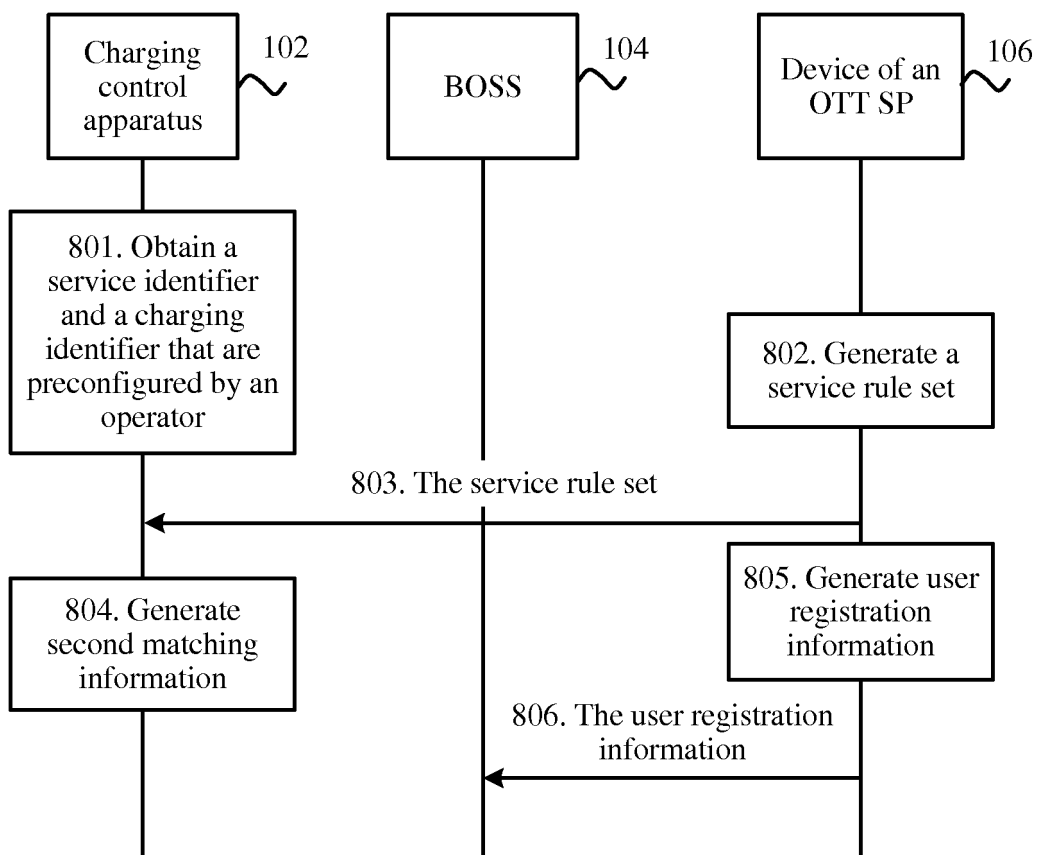 Charging
control
apparatus
102
BOSS
104
Device of an
OTT SP
106
801. Obtain a
service identifier
and a charging
identifier that are
preconfigured by an
operator
802. Generate a
service rule set
803. The service rule set
804. Generate
second matching
information
805. Generate user
registration
information
806. The user registration
information